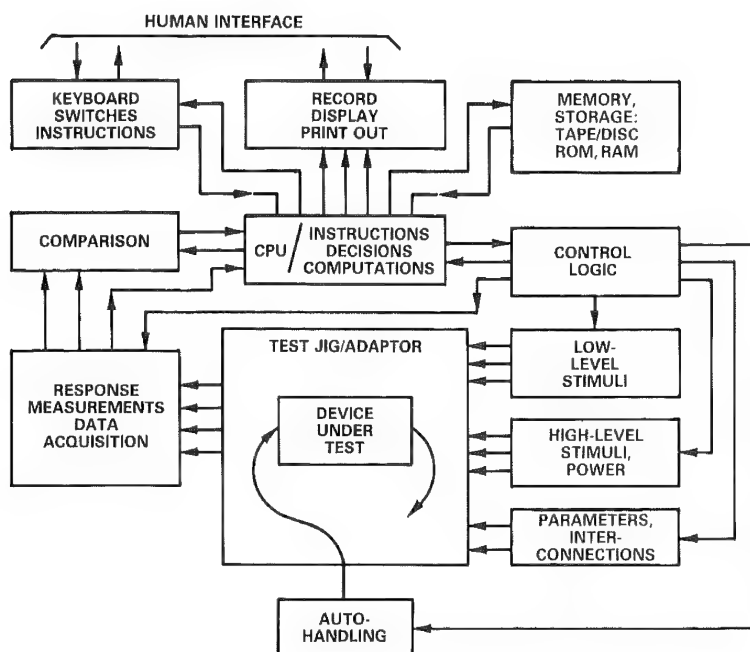 HUMAN INTERFACE
KEYBOARD
SWITCHES
INSTRUCTIONS
RECORD
DISPLAY
PRINT OUT
MEMORY,
STORAGE:
TAPE/DISC
ROM, RAM
COMPARISON
CPU/
INSTRUCTIONS
DECISIONS
COMPUTATIONS
CONTROL
LOGIC
RESPONSE
MEASUREMENTS
DATA
ACQUISITION
TEST JIG/ADAPTOR
DEVICE
UNDER
TEST
LOW-
LEVEL
STIMULI
HIGH-LEVEL
STIMULI,
POWER
PARAMETERS,
INTER-
CONNECTIONS
AUTO-
HANDLING